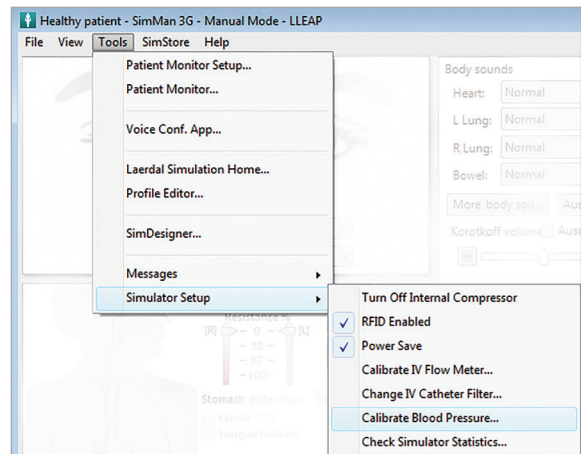 Healthy patient - SimMan 3G - Manual Mode - LLEAP
File View Tools SimStore Help
Patient Monitor Setup...
Patient Monitor...
Voice Conf. App...
Laerdal Simulation Home...
Profile Editor...
SimDesigner...
Messages
Simulator Setup
Body sounds
Heart: Normal
L Lung: Normal
R Lung: Normal
Bowel: Normal
More body sou...
Korotkoff volume
Resistance %
[R] 0 [L]
- 38 -
- 67 -
-100-
Stomach distention:
Exhale CO2
Turn Off Internal Compressor
RFID Enabled
Power Save
Calibrate IV Flow Meter...
Change IV Catheter Filter...
Calibrate Blood Pressure...
Check Simulator Statistics...